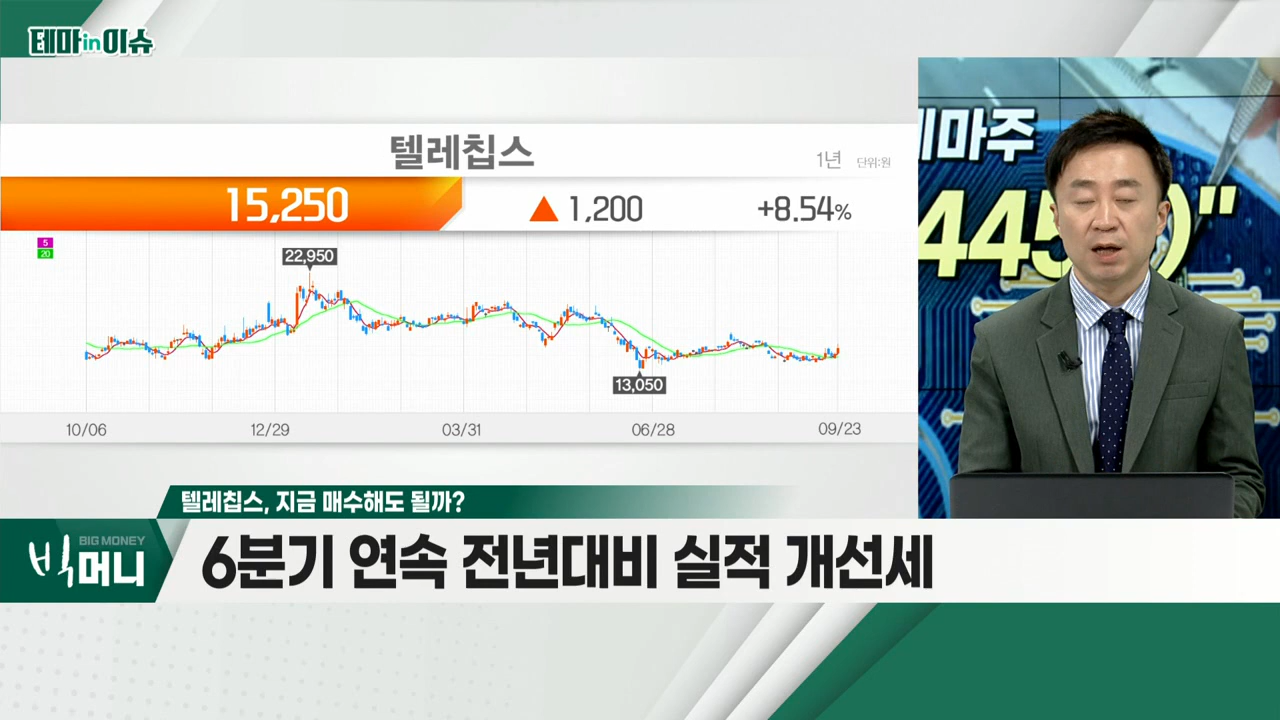 테마in이슈
텔레칩스
1년 단위:원
15,250 ▲ 1,200 +8.54%
5
20
22,950
13,050
10/06 12/29 03/31 06/28 09/23
테마주
445 )"
텔레칩스, 지금 매수해도 될까?
BIG MONEY
빅머니
6분기 연속 전년대비 실적 개선세